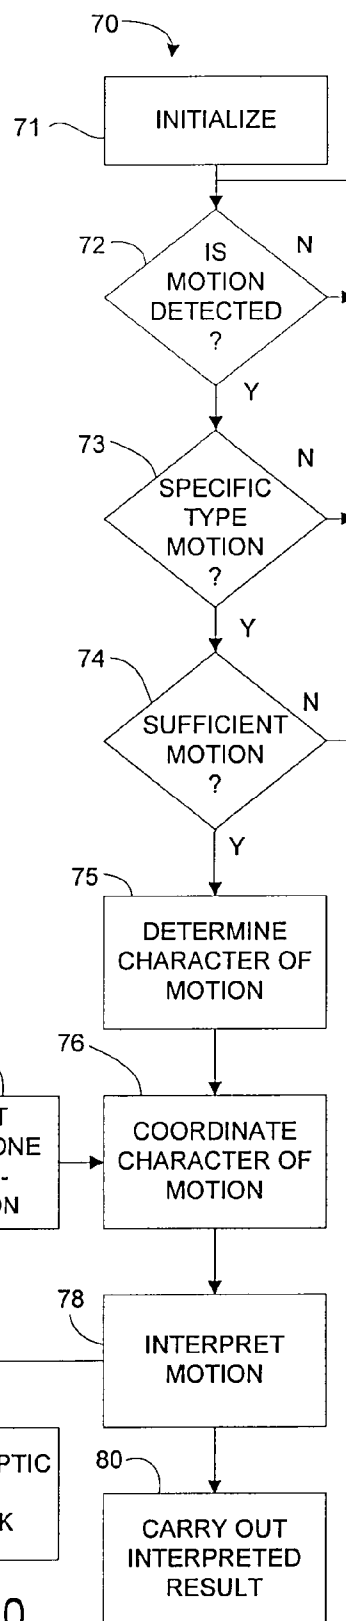 70
71
INITIALIZE
72
N
IS
MOTION
DETECTED
?
Y
73
N
SPECIFIC
TYPE
MOTION
?
Y
74
N
SUFFICIENT
MOTION
?
Y
75
DETERMINE
CHARACTER OF
MOTION
76
COORDINATE
CHARACTER OF
MOTION
78
INTERPRET
MOTION
80
CARRY OUT
INTERPRETED
RESULT